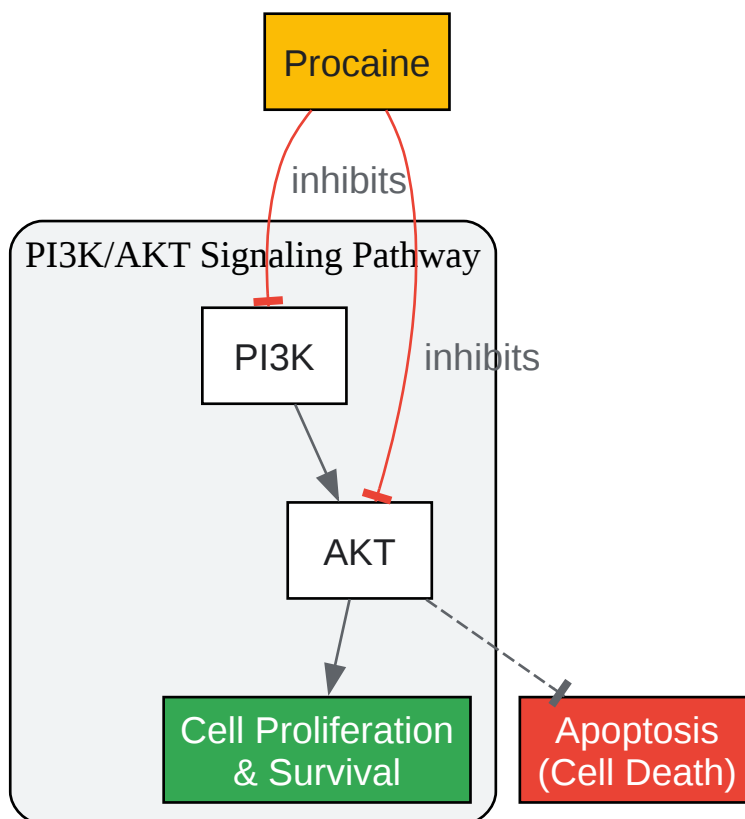 Procaine
inhibits
PI3K/AKT Signaling Pathway
PI3K
inhibits
AKT
Cell Proliferation
& Survival
Apoptosis
(Cell Death)